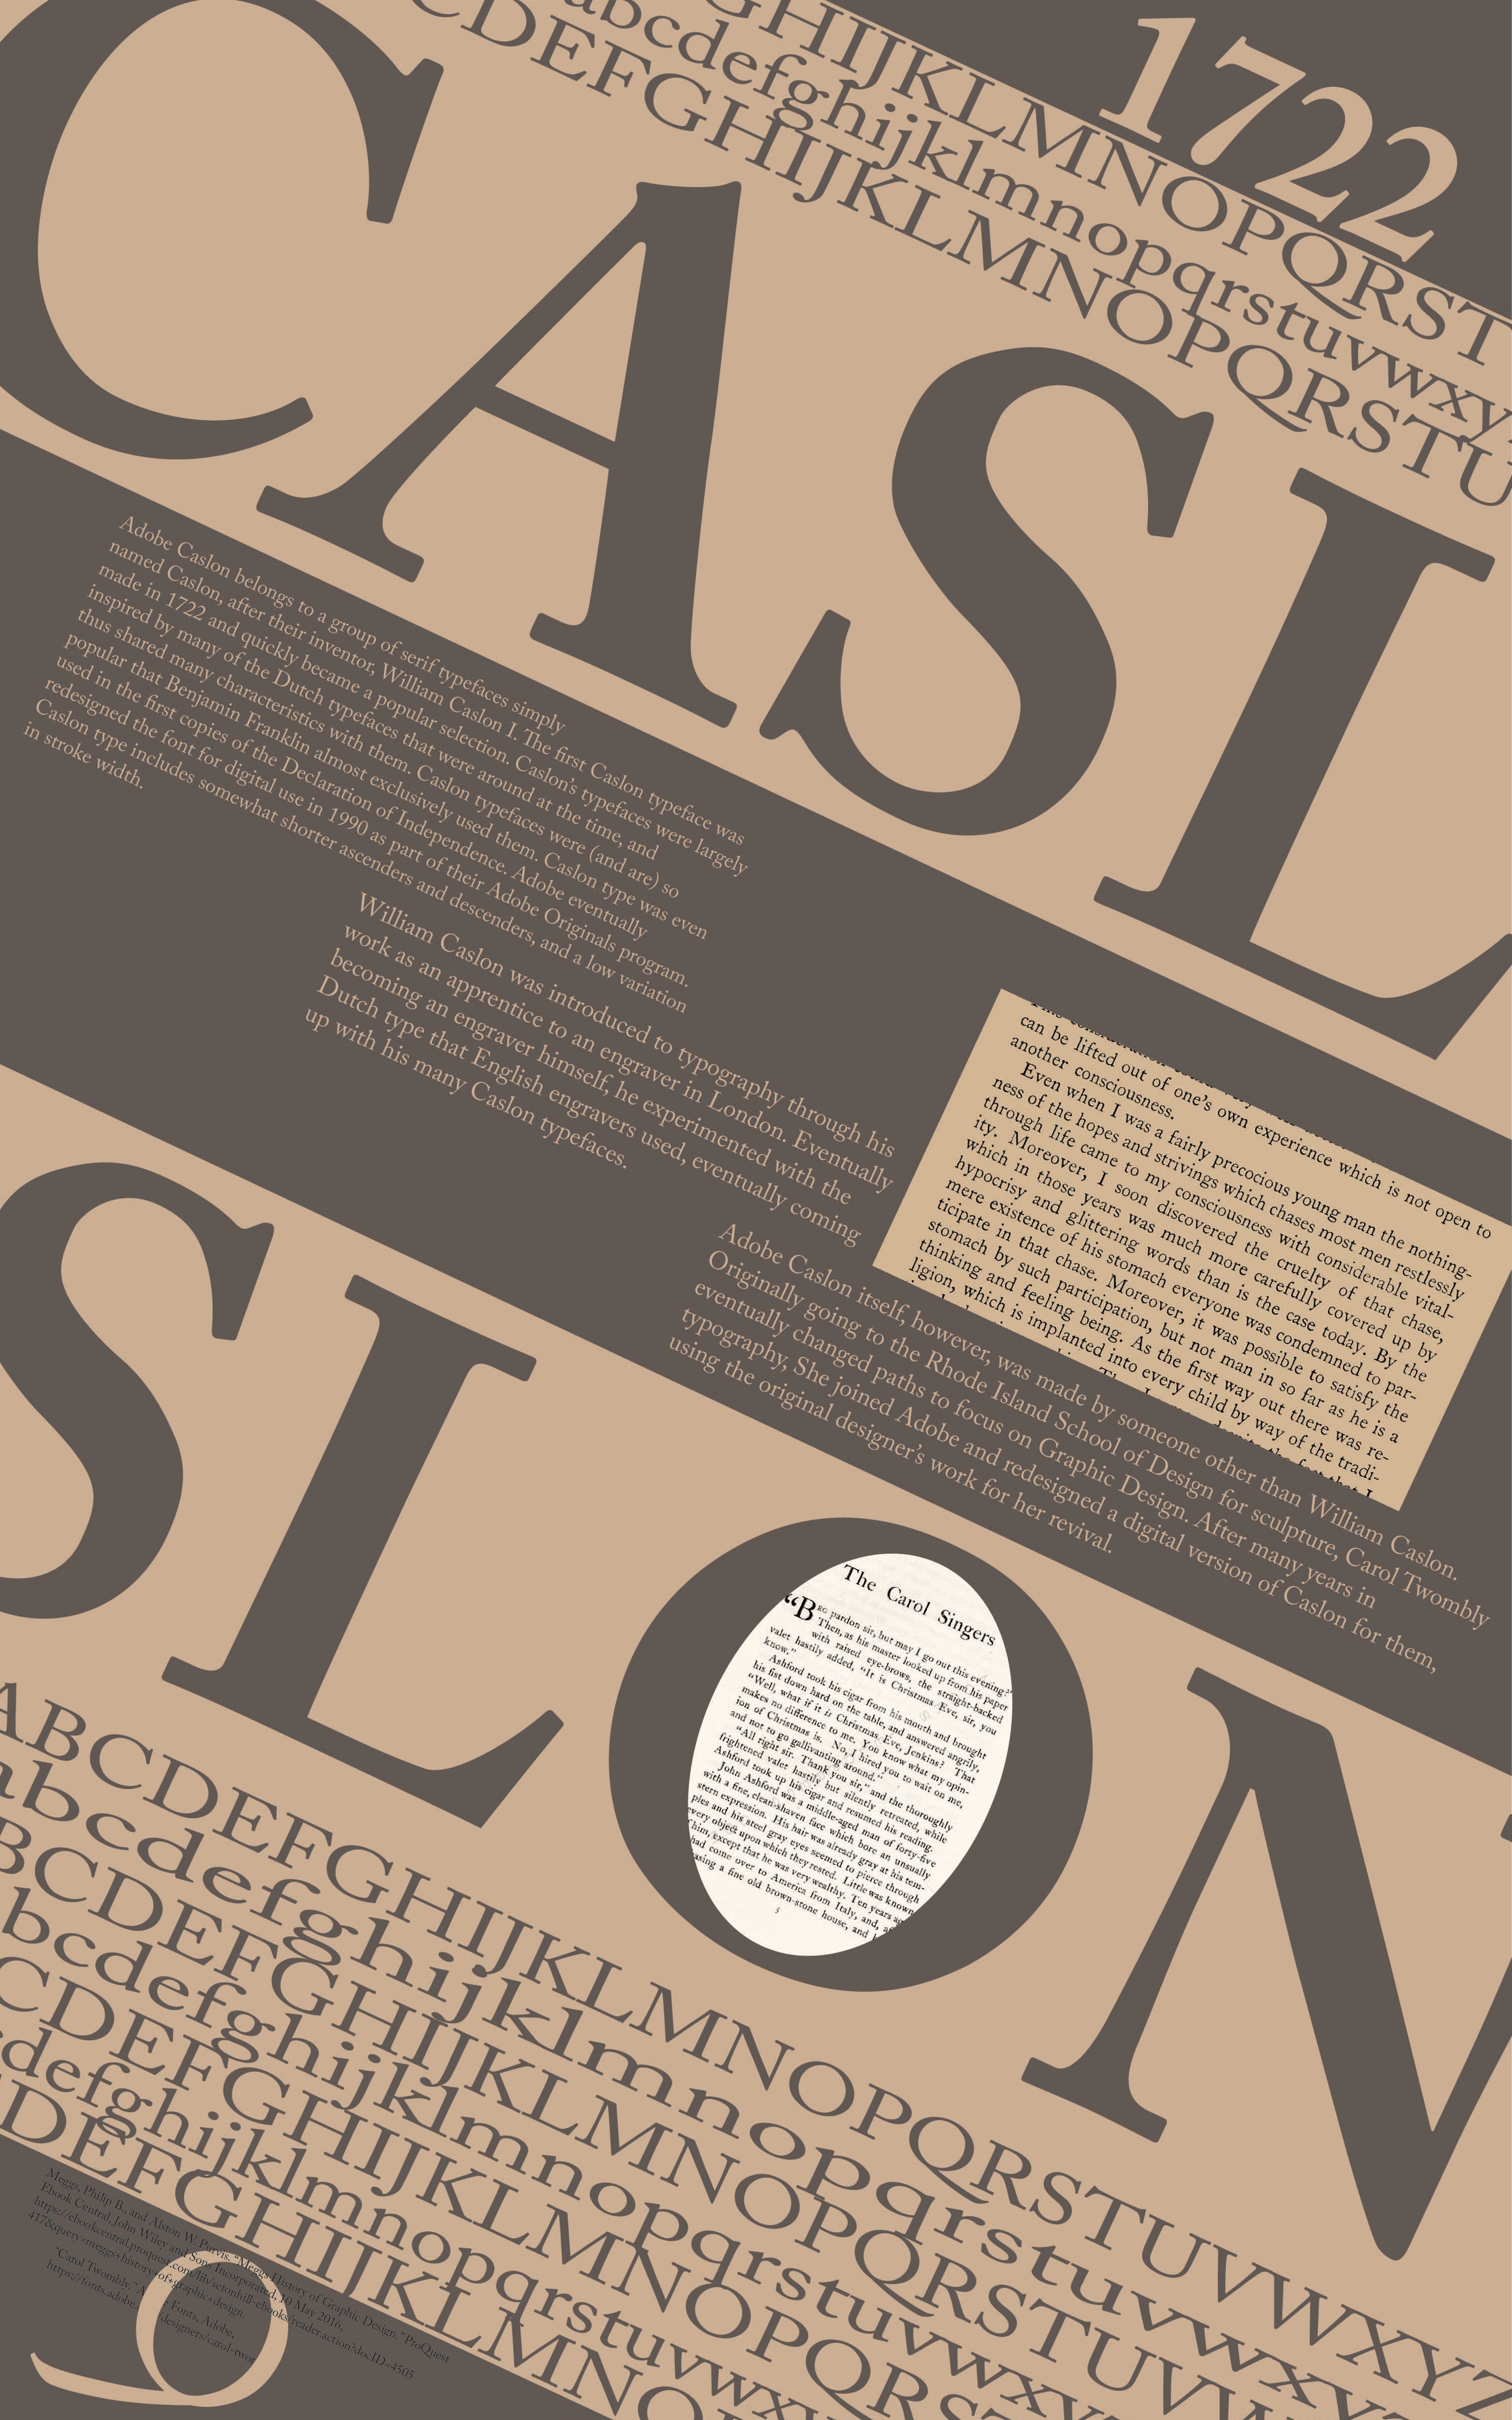 1722
GHIJKLMNOPQRST
abcdefghijklmnopqrstuvwxy
CDEFGHIJKLMNOPQRSTU
CASL
Adobe Caslon belongs to a group of serif typefaces simply
named Caslon, after their inventor, William Caslon I. The first Caslon typeface was
made in 1722 and quickly became a popular selection. Caslon's typefaces were largely
inspired by many of the Dutch typefaces that were around at the time, and
thus shared many characteristics with them. Caslon typefaces were (and are) so
popular that Benjamin Franklin almost exclusively used them. Caslon type was even
used in the first copies of the Declaration of Independence. Adobe eventually
redesigned the font for digital use in 1990 as part of their Adobe Originals program.
Caslon type includes somewhat shorter ascenders and descenders, and a low variation
in stroke width.
William Caslon was introduced to typography through his
work as an apprentice to an engraver in London. Eventually
becoming an engraver himself, he experimented with the
Dutch type that English engravers used, eventually coming
up with his many Caslon typefaces.
can be lifted out of one's own experience which is not open to
another consciousness.
Even when I was a fairly precocious young man the nothing-
ness of the hopes and strivings which chases most men restlessly
through life came to my consciousness with considerable vital-
ity. Moreover, I soon discovered the cruelty of that chase,
which in those years was much more carefully covered up by
hypocrisy and glittering words than is the case today. By the
mere existence of his stomach everyone was condemned to par-
ticipate in that chase. Moreover, it was possible to satisfy the
stomach by such participation, but not man in so far as he is a
thinking and feeling being. As the first way out there was re-
ligion, which is implanted into every child by way of the tradi-
Adobe Caslon itself, however, was made by someone other than William Caslon.
Originally going to the Rhode Island School of Design for sculpture, Carol Twombly
eventually changed paths to focus on Graphic Design. After many years in
typography, She joined Adobe and redesigned a digital version of Caslon for them,
using the original designer's work for her revival.
SLON
The Carol Singers
“BEG pardon sir, but may I go out this evening?”
Then, as his master looked up from his paper
with raised eye-brows, the straight-backed
valet hastily added, “It is Christmas Eve, sir, you
know.”
Ashford took his cigar from his mouth and brought
his fist down hard on the table, and answered angrily,
“Well, what if it is Christmas Eve, Jenkins? That
makes no difference to me. You know what my opin-
ion of Christmas is. No, I hired you to wait on me,
and not to go gallivanting around.”
“All right sir. Thank you sir,” and the thoroughly
frightened valet hastily but silently retreated, while
Ashford took up his cigar and resumed his reading.
John Ashford was a middle-aged man of forty-five
with a fine, clean-shaven face which bore an unusually
stern expression. His hair was already gray at his tem-
ples and his steel gray eyes seemed to pierce through
every object upon which they rested. Little was known
him, except that he was very wealthy. Ten years ag
had come over to America from Italy, and, a
asing a fine old brown-stone house, and
5
ABCDEFGHIJKLMNOPQRSTUVWXYZ
abcdefghijklmnopqrstuvwxyz
BCDEFGHIJKLMNOPQRSTUVWXY
bcdefghijklmnopqrstuvwxy
CDEFGHIJKLMNOPQRSTUVW
cdefghijklmnopqrstuvwx
DEFGHIJKLMNOPQRS
Meggs, Philip B., and Alston W. Purvis. “Meggs' History of Graphic Design.” ProQuest
Ebook Central, John Wiley and Sons, Incorporated, 10 May 2016,
https://ebookcentral.proquest.com/lib/setonhill-ebooks/reader.action?docID=4505
417&query=meggs+history+of+graphic+design.
“Carol Twombly.” A Fonts, Adobe,
https://fonts.adobe. designers/carol-twom
Q